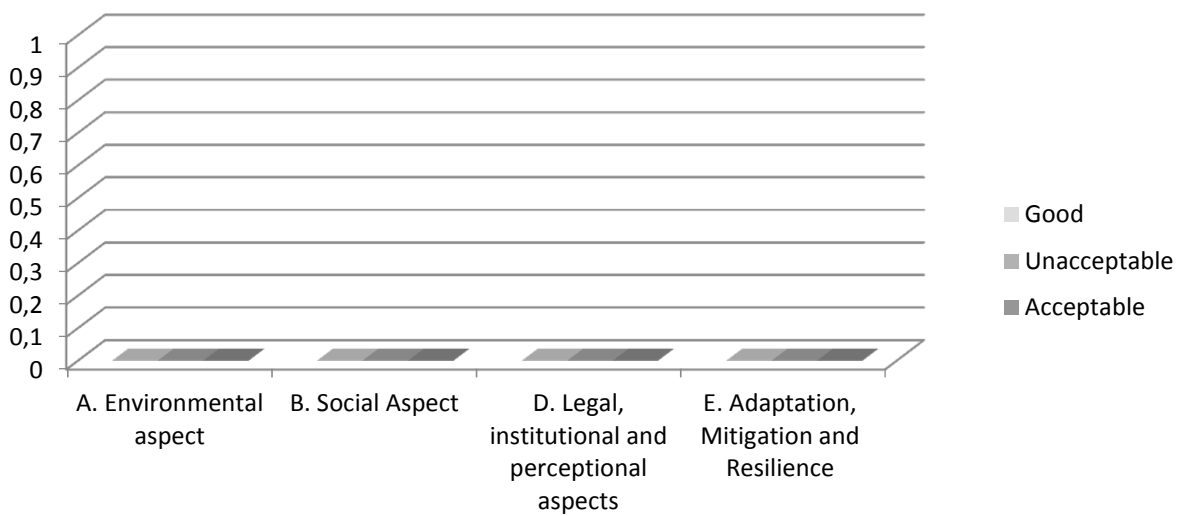 1
0,9
0,8
0,7
0,6
0,5
0,4
0,3
0,2
0,1
0
A. Environmental
aspect
B. Social Aspect
D. Legal,
institutional and
perceptional
aspects
E. Adaptation,
Mitigation and
Resilience
Good
Unacceptable
Acceptable